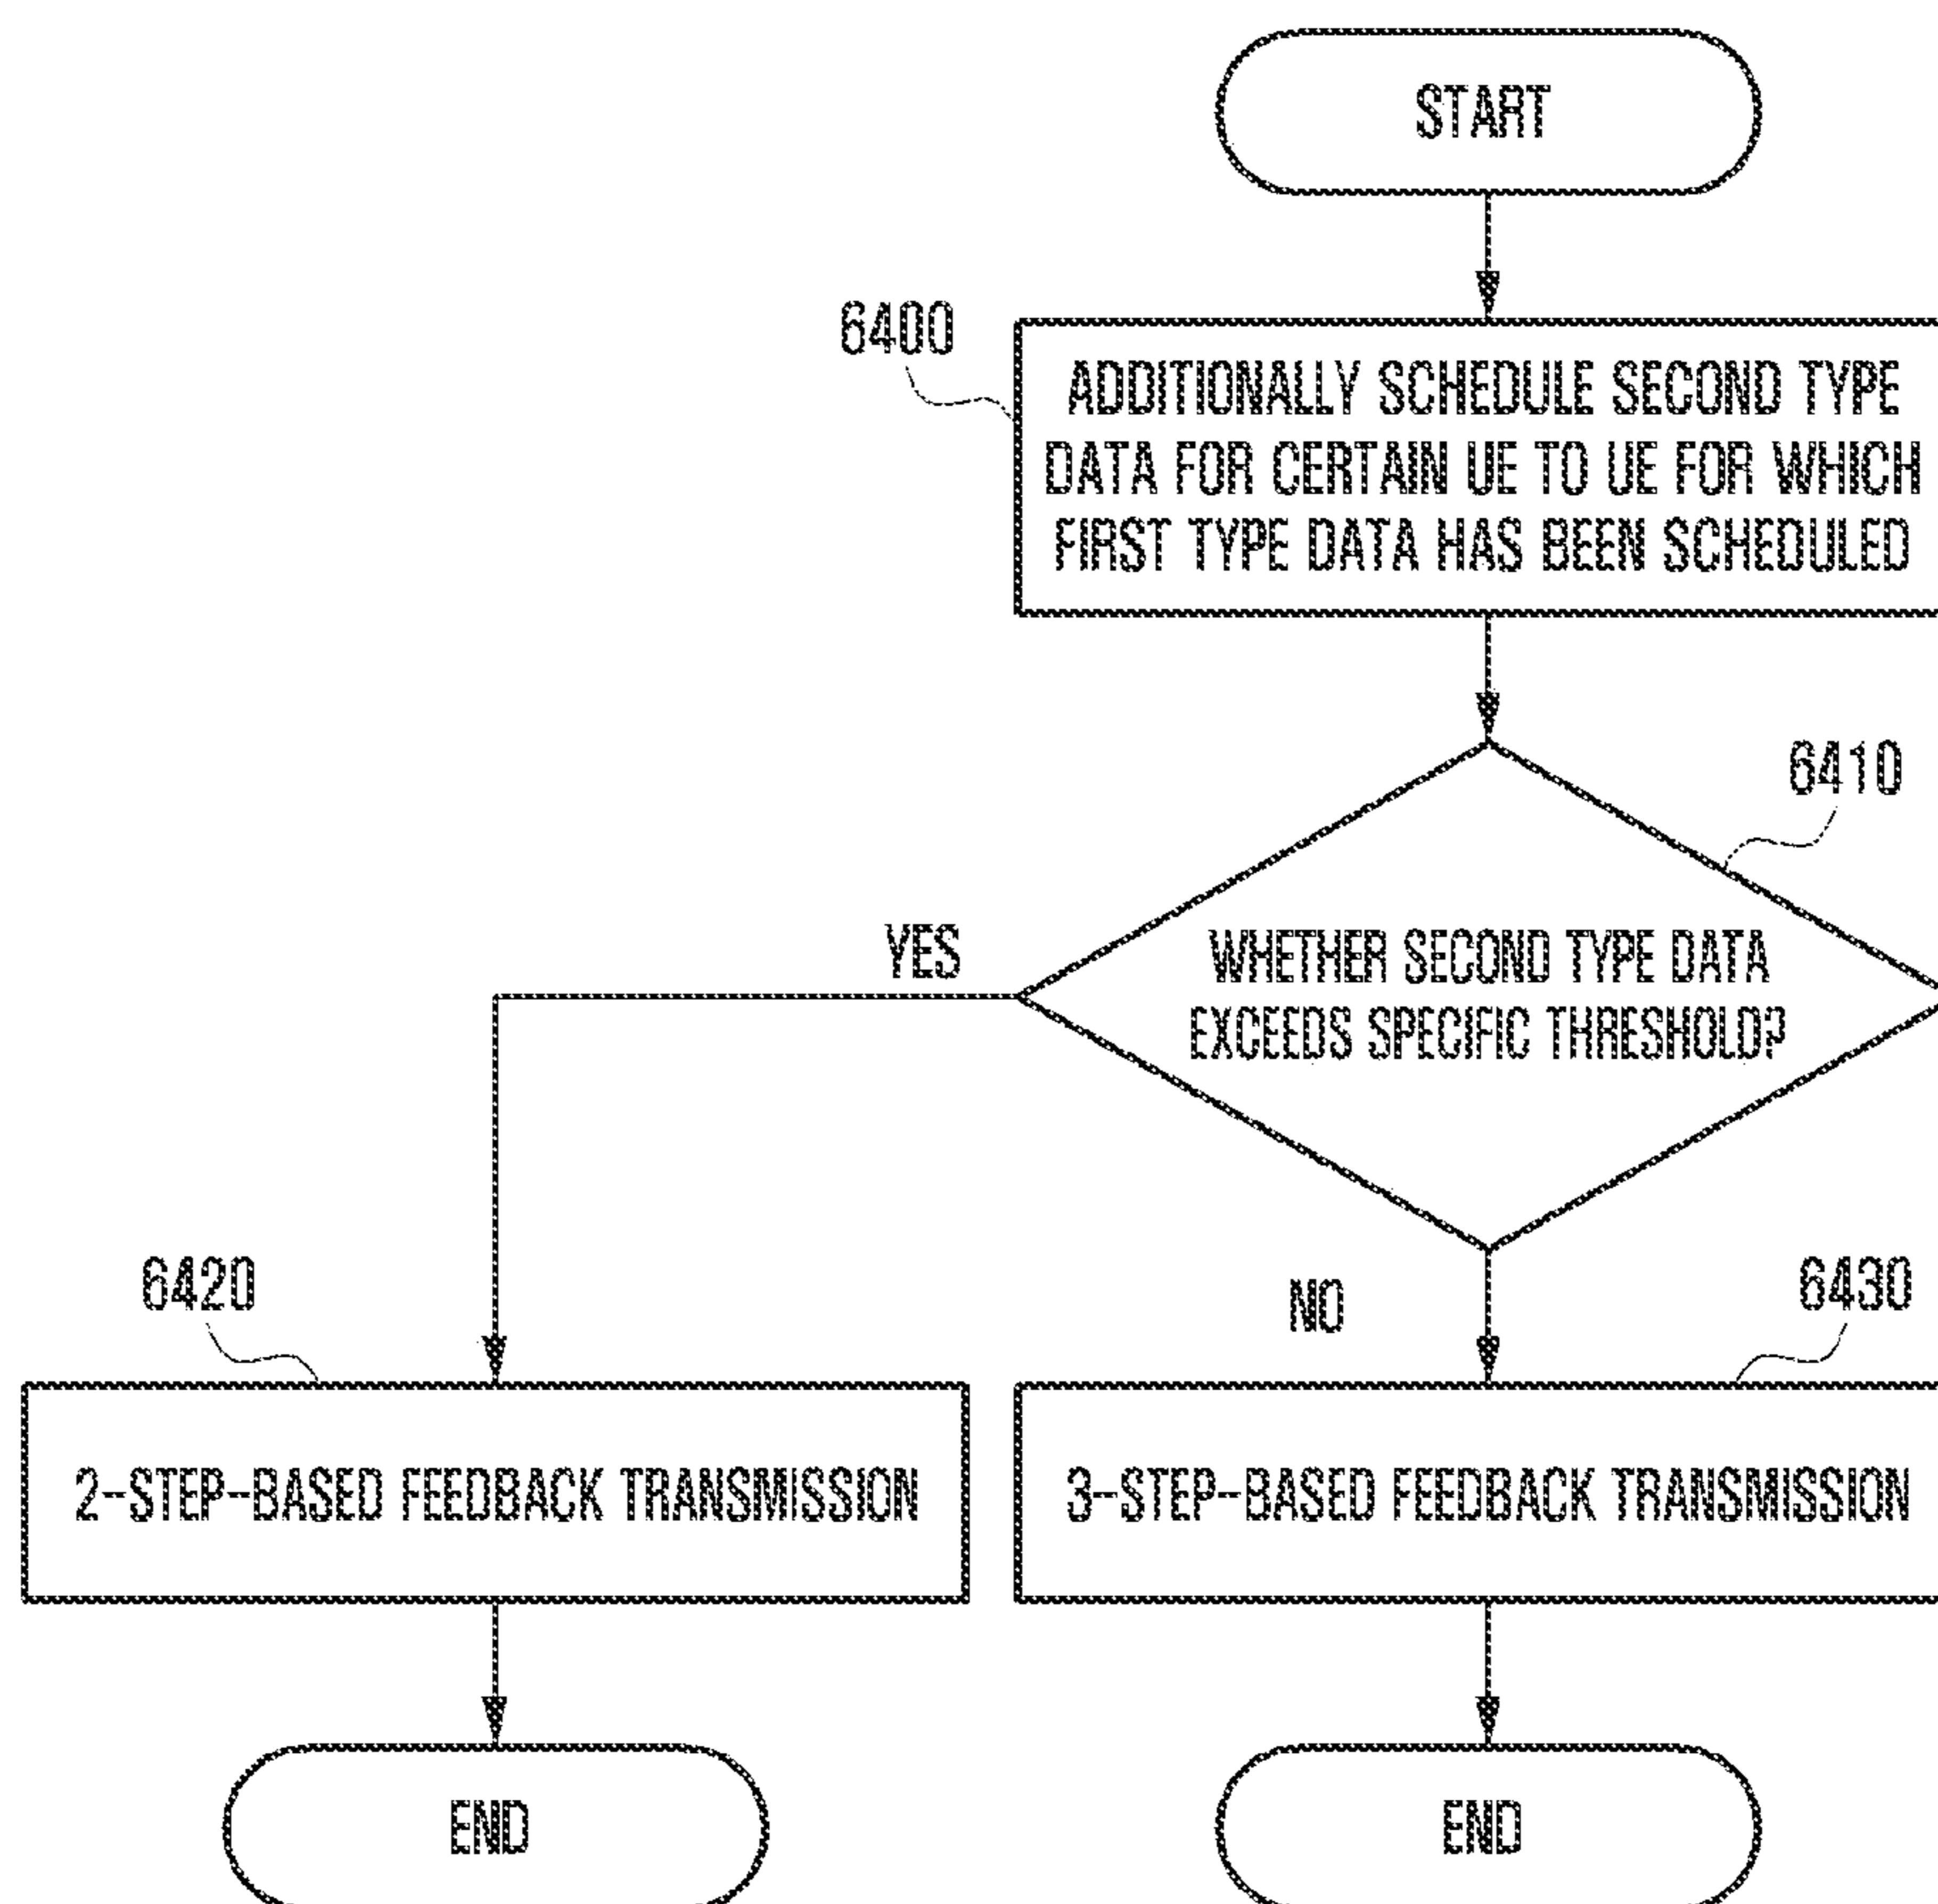 START
6400
ADDITIONALLY SCHEDULE SECOND TYPE
DATA FOR CERTAIN UE TO UE FOR WHICH
FIRST TYPE DATA HAS BEEN SCHEDULED
6410
YES
WHETHER SECOND TYPE DATA
EXCEEDS SPECIFIC THRESHOLD?
NO
6420
6430
2-STEP-BASED FEEDBACK TRANSMISSION
3-STEP-BASED FEEDBACK TRANSMISSION
END
END